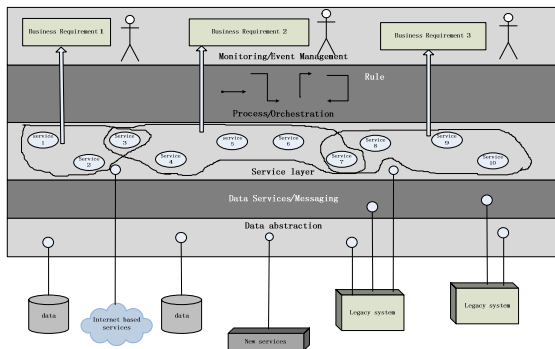 Business Requirement 1
Business Requirement 2
Business Requirement 3
Monitoring/Event Management
Rule
Process/Orchestration
Service
1
Service
2
Service
3
Service
4
Service
5
Service
6
Service
7
Service
8
Service
9
Service
10
Service layer
Data Services/Messaging
Data abstraction
data
Internet based
services
data
New services
Legacy system
Legacy system